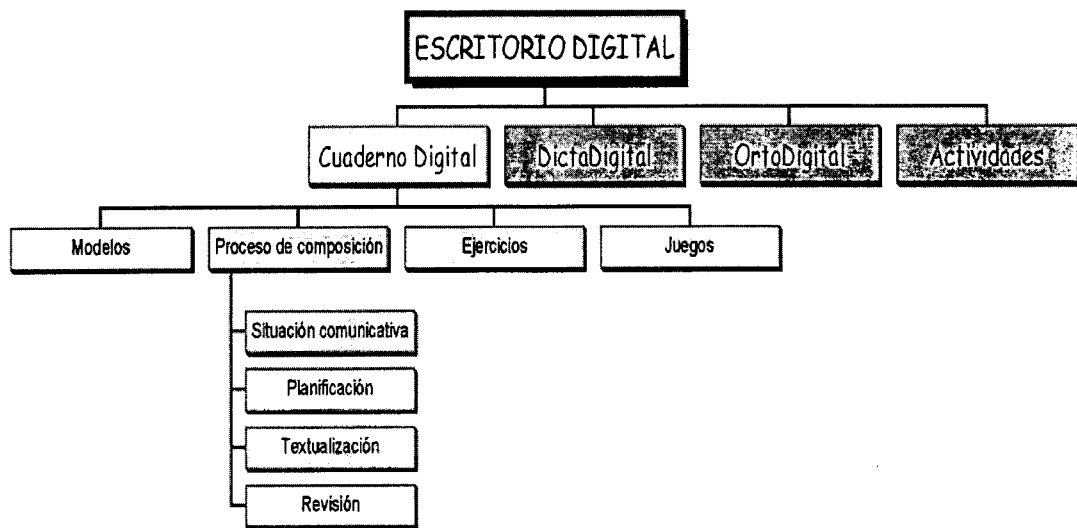 ESCRITORIO DIGITAL
Cuaderno Digital
DictaDigital
OrtoDigital
Actividades
Modelos
Proceso de composición
Ejercicios
Juegos
Situación comunicativa
Planificación
Textualización
Revisión